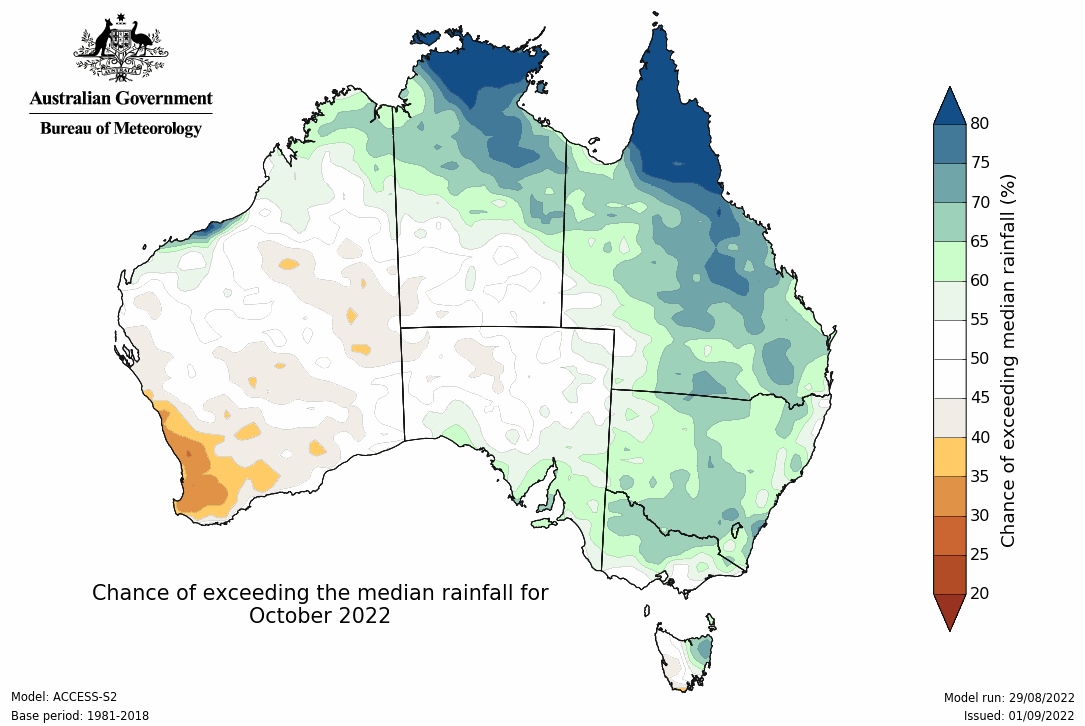 Australian Government
Bureau of Meteorology
80
75
70
65
60
55
50
45
40
35
30
25
20
Chance of exceeding median rainfall (%)
Chance of exceeding the median rainfall for
October 2022
Model: ACCESS-S2
Base period: 1981-2018
Model run: 29/08/2022
Issued: 01/09/2022